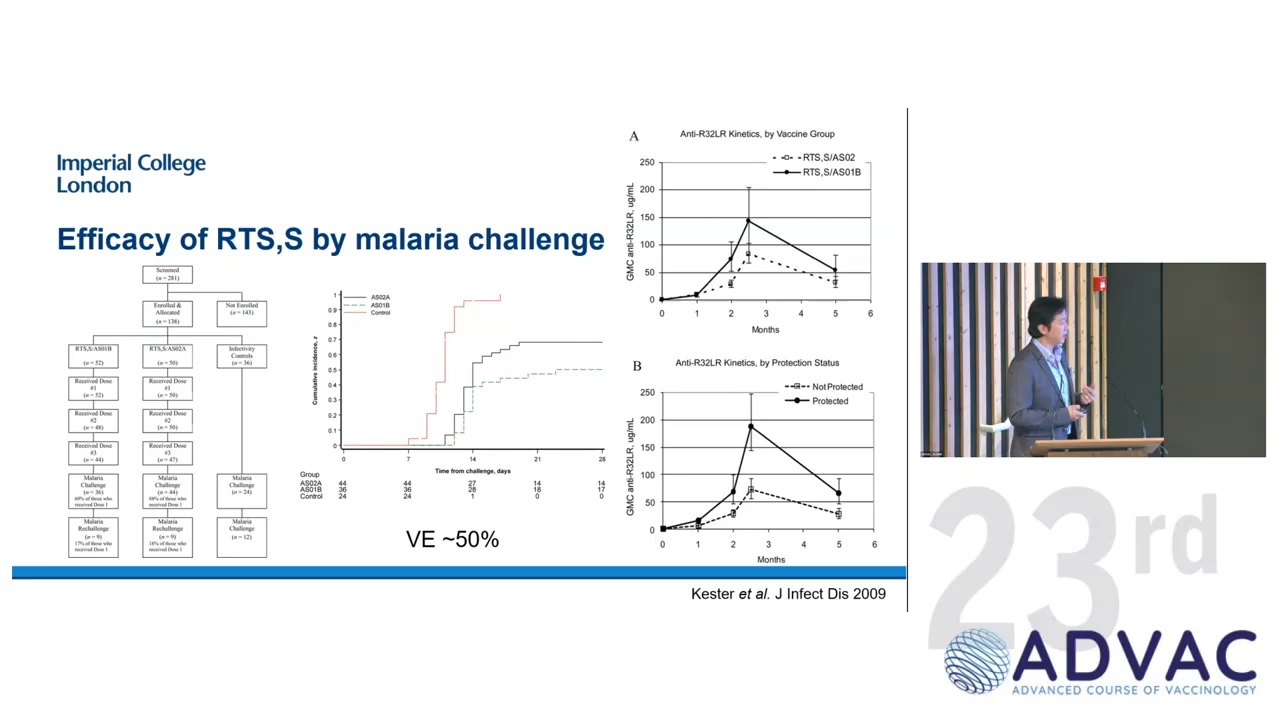 Imperial College
London
Efficacy of RTS,S by malaria challenge
Screened
(n = 281)
Enrolled &
Allocated
(n = 138)
Not Enrolled
(n = 143)
RTS,S/AS01B
(n = 52)
RTS,S/AS02A
(n = 50)
Infectivity
Controls
(n = 36)
Received Dose
#1
(n = 52)
Received Dose
#1
(n = 50)
Received Dose
#2
(n = 48)
Received Dose
#2
(n = 50)
Received Dose
#3
(n = 44)
Received Dose
#3
(n = 47)
Malaria
Challenge
(n = 36)
69% of those who
received Dose 1
Malaria
Challenge
(n = 44)
88% of those who
received Dose 1
Malaria
Challenge
(n = 24)
Malaria
Rechallenge
(n = 9)
17% of those who
received Dose 1
Malaria
Rechallenge
(n = 9)
18% of those who
received Dose 1
Malaria
Challenge
(n = 12)
AS02A
AS01B
Control
Cumulative incidence, z
1
0.9
0.8
0.7
0.6
0.5
0.4
0.3
0.2
0.1
0
0 7 14 21 28
Time from challenge, days
Group
AS02A 44 44 27 14 14
AS01B 36 36 28 18 17
Control 24 24 1 0 0
VE ~50%
A
Anti-R32LR Kinetics, by Vaccine Group
RTS,S/AS02
RTS,S/AS01B
GMC anti-R32LR, ug/mL
250
200
150
100
50
0
0 1 2 3 4 5 6
Months
B
Anti-R32LR Kinetics, by Protection Status
Not Protected
Protected
GMC anti-R32LR, ug/mL
250
200
150
100
50
0
0 1 2 3 4 5 6
Months
Kester et al. J Infect Dis 2009
23rd
ADVAC
ADVANCED COURSE OF VACCINOLOGY